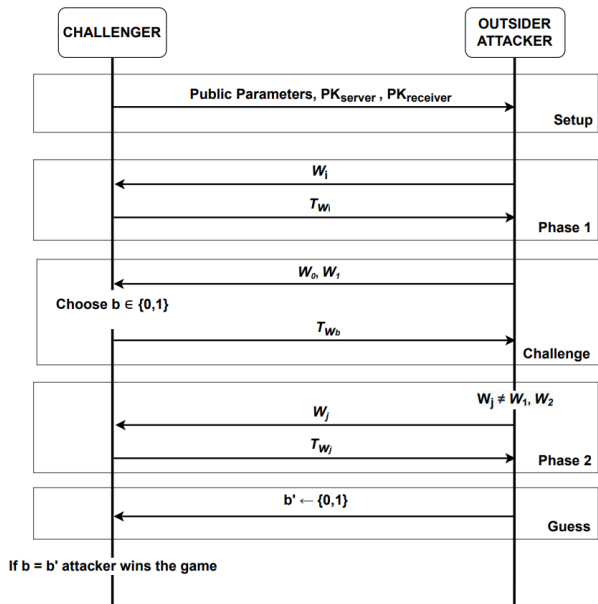 CHALLENGER
OUTSIDER
ATTACKER
Public Parameters, PKserver , PKreceiver
Setup
Wi
TWi
Phase 1
W0, W1
Choose b ∈ {0,1}
TWb
Challenge
Wj ≠ W1, W2
Wj
TWj
Phase 2
b' ← {0,1}
Guess
If b = b' attacker wins the game